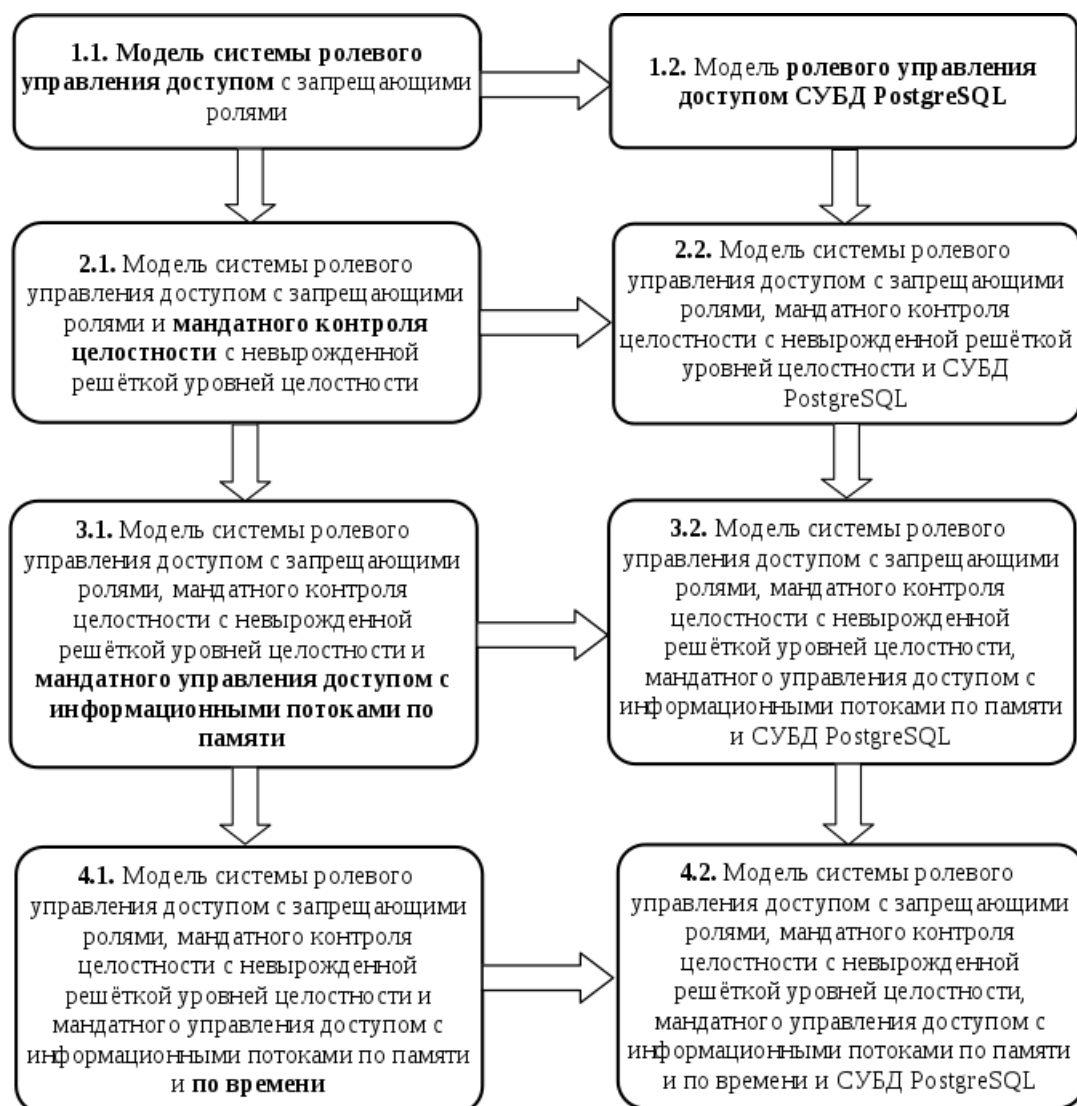 1.1. Модель системы ролевого
управления доступом с запрещающими
ролями
1.2. Модель ролевого управления
доступом СУБД PostgreSQL
2.1. Модель системы ролевого
управления доступом с запрещающими
ролями и мандатного контроля
целостности с невырожденной
решёткой уровней целостности
2.2. Модель системы ролевого
управления доступом с запрещающими
ролями, мандатного контроля
целостности с невырожденной решёткой
уровней целостности и СУБД
PostgreSQL
3.1. Модель системы ролевого
управления доступом с запрещающими
ролями, мандатного контроля
целостности с невырожденной
решёткой уровней целостности и
мандатного управления доступом с
информационными потоками по
памяти
3.2. Модель системы ролевого
управления доступом с запрещающими
ролями, мандатного контроля
целостности с невырожденной
решёткой уровней целостности,
мандатного управления доступом с
информационными потоками по памяти
и СУБД PostgreSQL
4.1. Модель системы ролевого
управления доступом с запрещающими
ролями, мандатного контроля
целостности с невырожденной
решёткой уровней целостности и
мандатного управления доступом с
информационными потоками по памяти
и по времени
4.2. Модель системы ролевого
управления доступом с запрещающими
ролями, мандатного контроля
целостности с невырожденной
решёткой уровней целостности,
мандатного управления доступом с
информационными потоками по памяти
и по времени и СУБД PostgreSQL